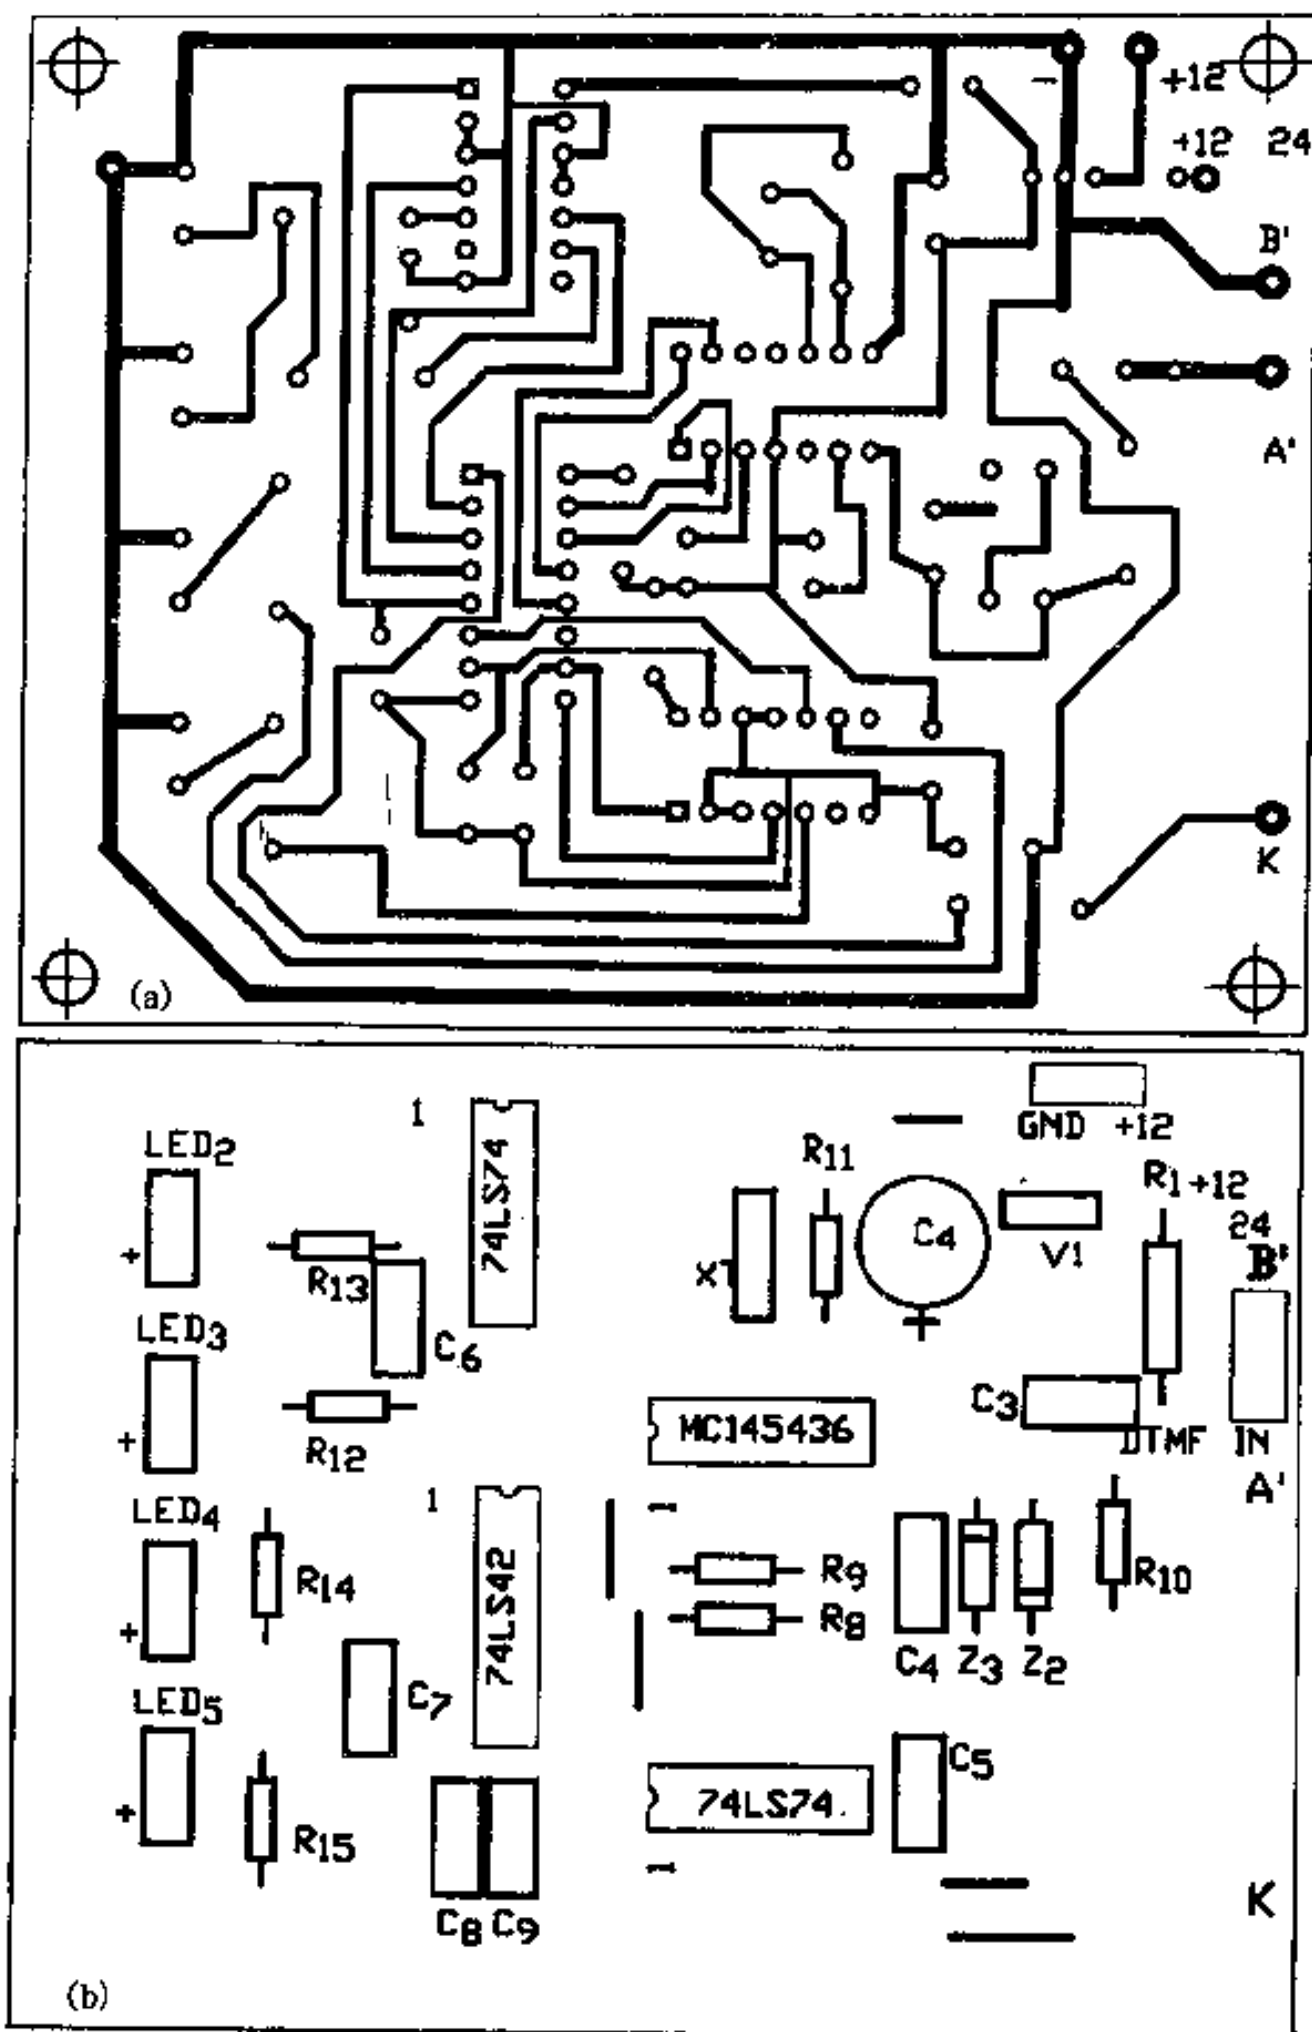 +12
+12 24
B'
A'
K
(a)
GND +12
1
LED2
74LS74
R11
R1 +12
24
B'
C4
V1
R13
LED3
C6
C3
MC145436
DTMF IN
R12
A'
LED4
1
74LS42
R9
R10
R14
R8
C4 Z3 Z2
LED5
C7
C5
74LS74
R15
C8 C9
K
(b)
+
+
+
+
+